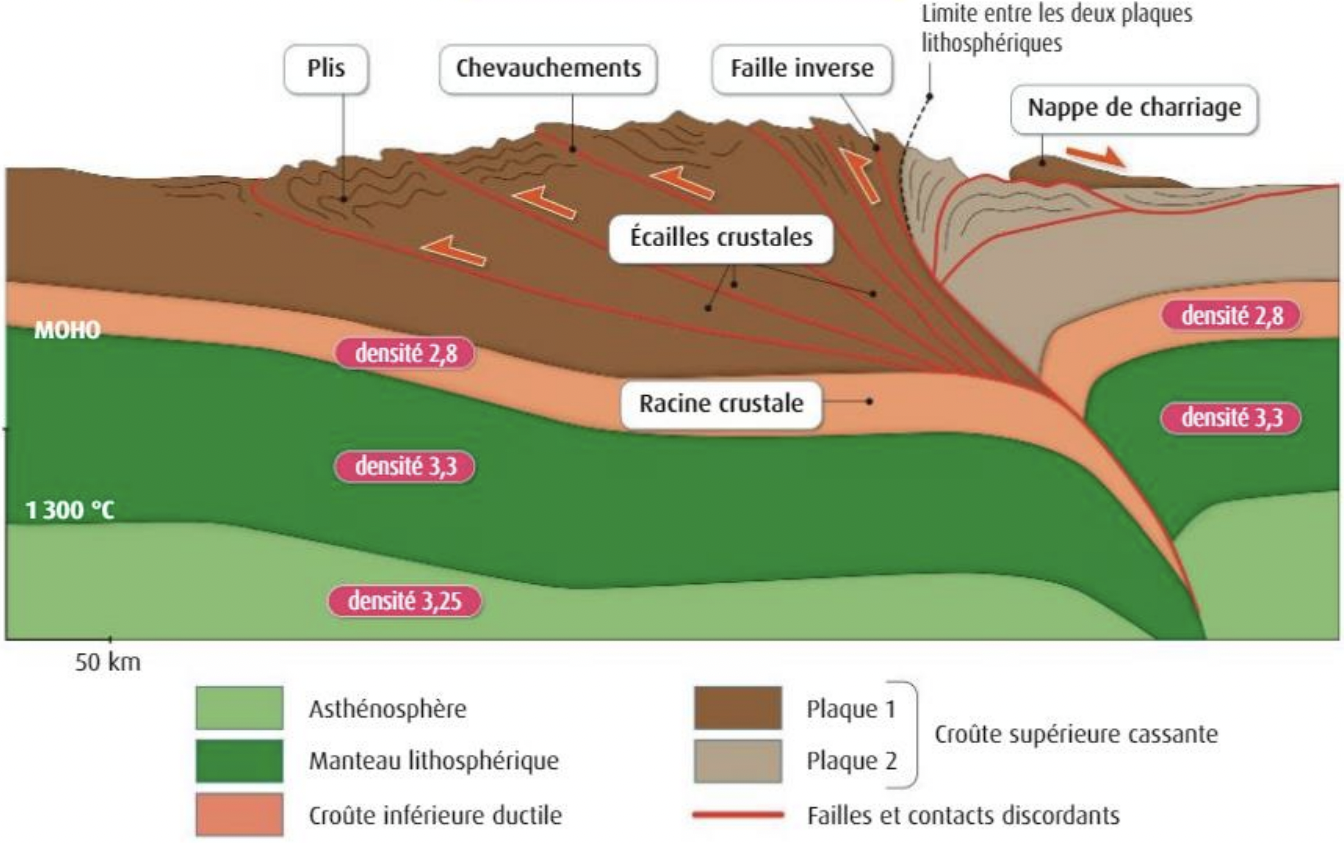 Limite entre les deux plaques
lithosphériques
Plis
Chevauchements
Faille inverse
Nappe de charriage
Écailles crustales
MOHO
densité 2,8
densité 2,8
Racine crustale
densité 3,3
densité 3,3
1 300 °C
densité 3,25
50 km
Asthénosphère
Manteau lithosphérique
Croûte inférieure ductile
Plaque 1
Plaque 2
Croûte supérieure cassante
Failles et contacts discordants